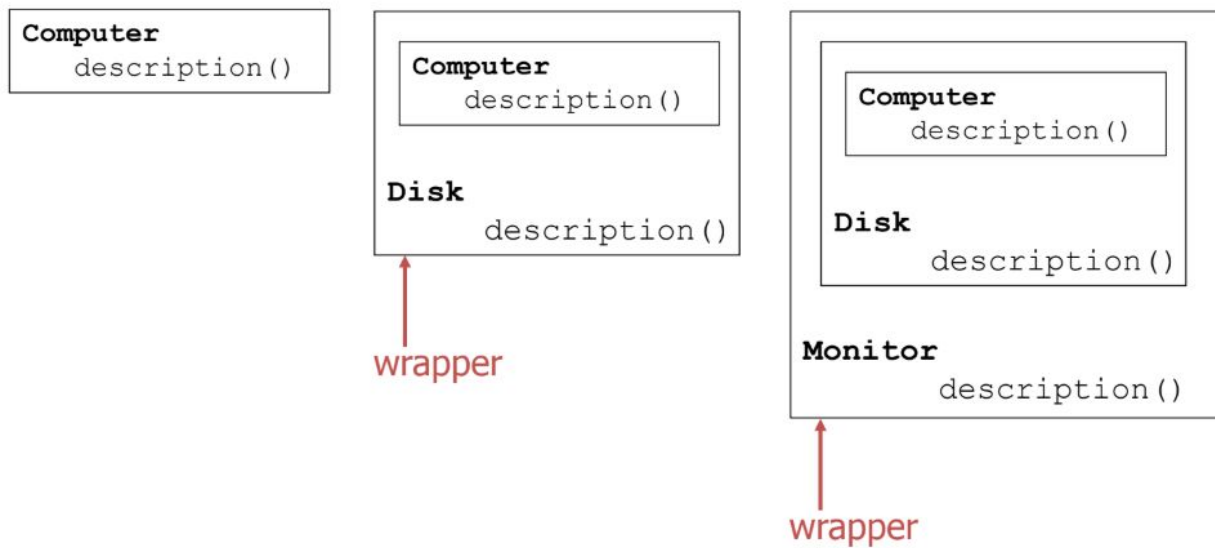 Computer
description()
Computer
description()
Disk
description()
wrapper
Computer
description()
Disk
description()
Monitor
description()
wrapper